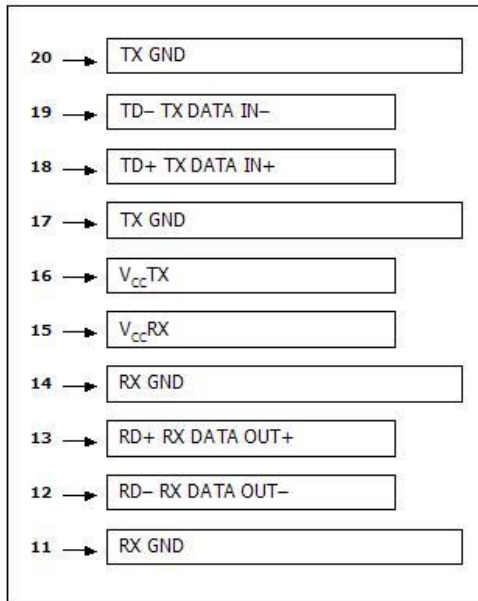 20 TX GND
19 TD− TX DATA IN−
18 TD+ TX DATA IN+
17 TX GND
16 VCCTX
15 VCCRX
14 RX GND
13 RD+ RX DATA OUT+
12 RD− RX DATA OUT−
11 RX GND